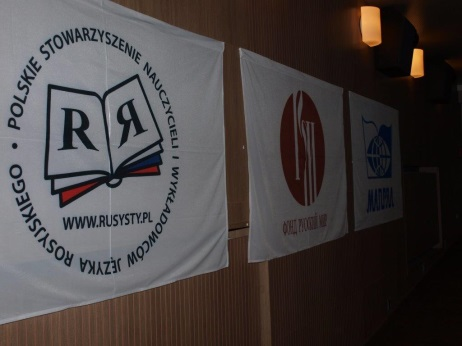 • POLSKIE STOWARZYSZENIE NAUCZYCIELI I WYKŁADOWCÓW JĘZYKA ROSYJSKIEGO
R Я
WWW.RUSYSTY.PL
ФОНД РУССКИЙ МИР
МАПРЯЛ